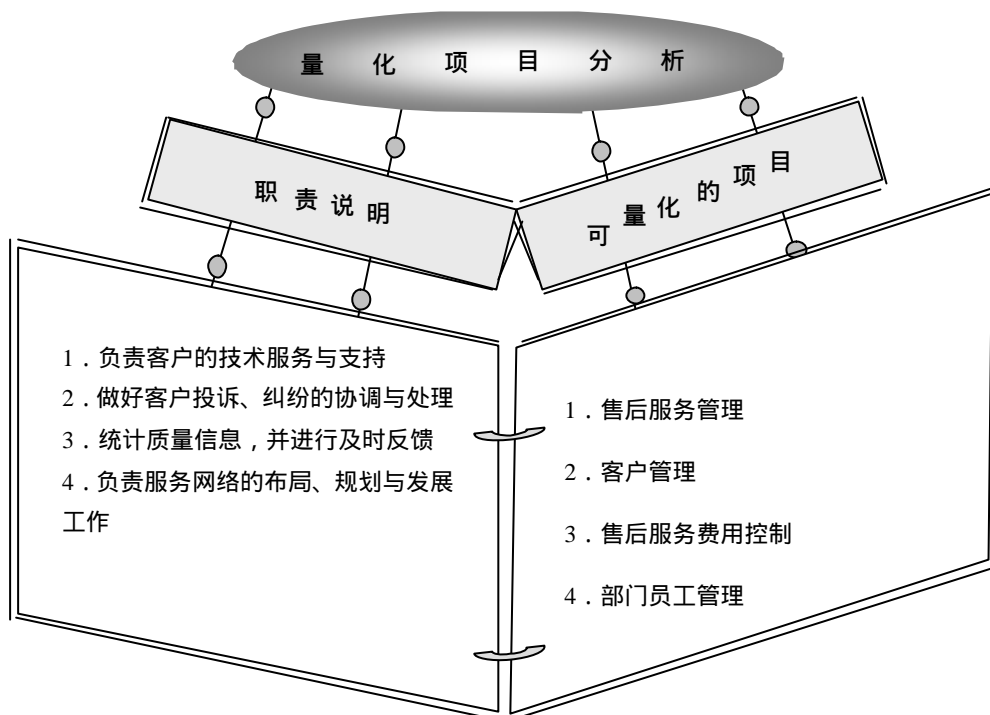 量化项目分析
职责说明
可量化的项目
1．负责客户的技术服务与支持
2．做好客户投诉、纠纷的协调与处理
3．统计质量信息，并进行及时反馈
4．负责服务网络的布局、规划与发展
工作
1．售后服务管理
2．客户管理
3．售后服务费用控制
4．部门员工管理